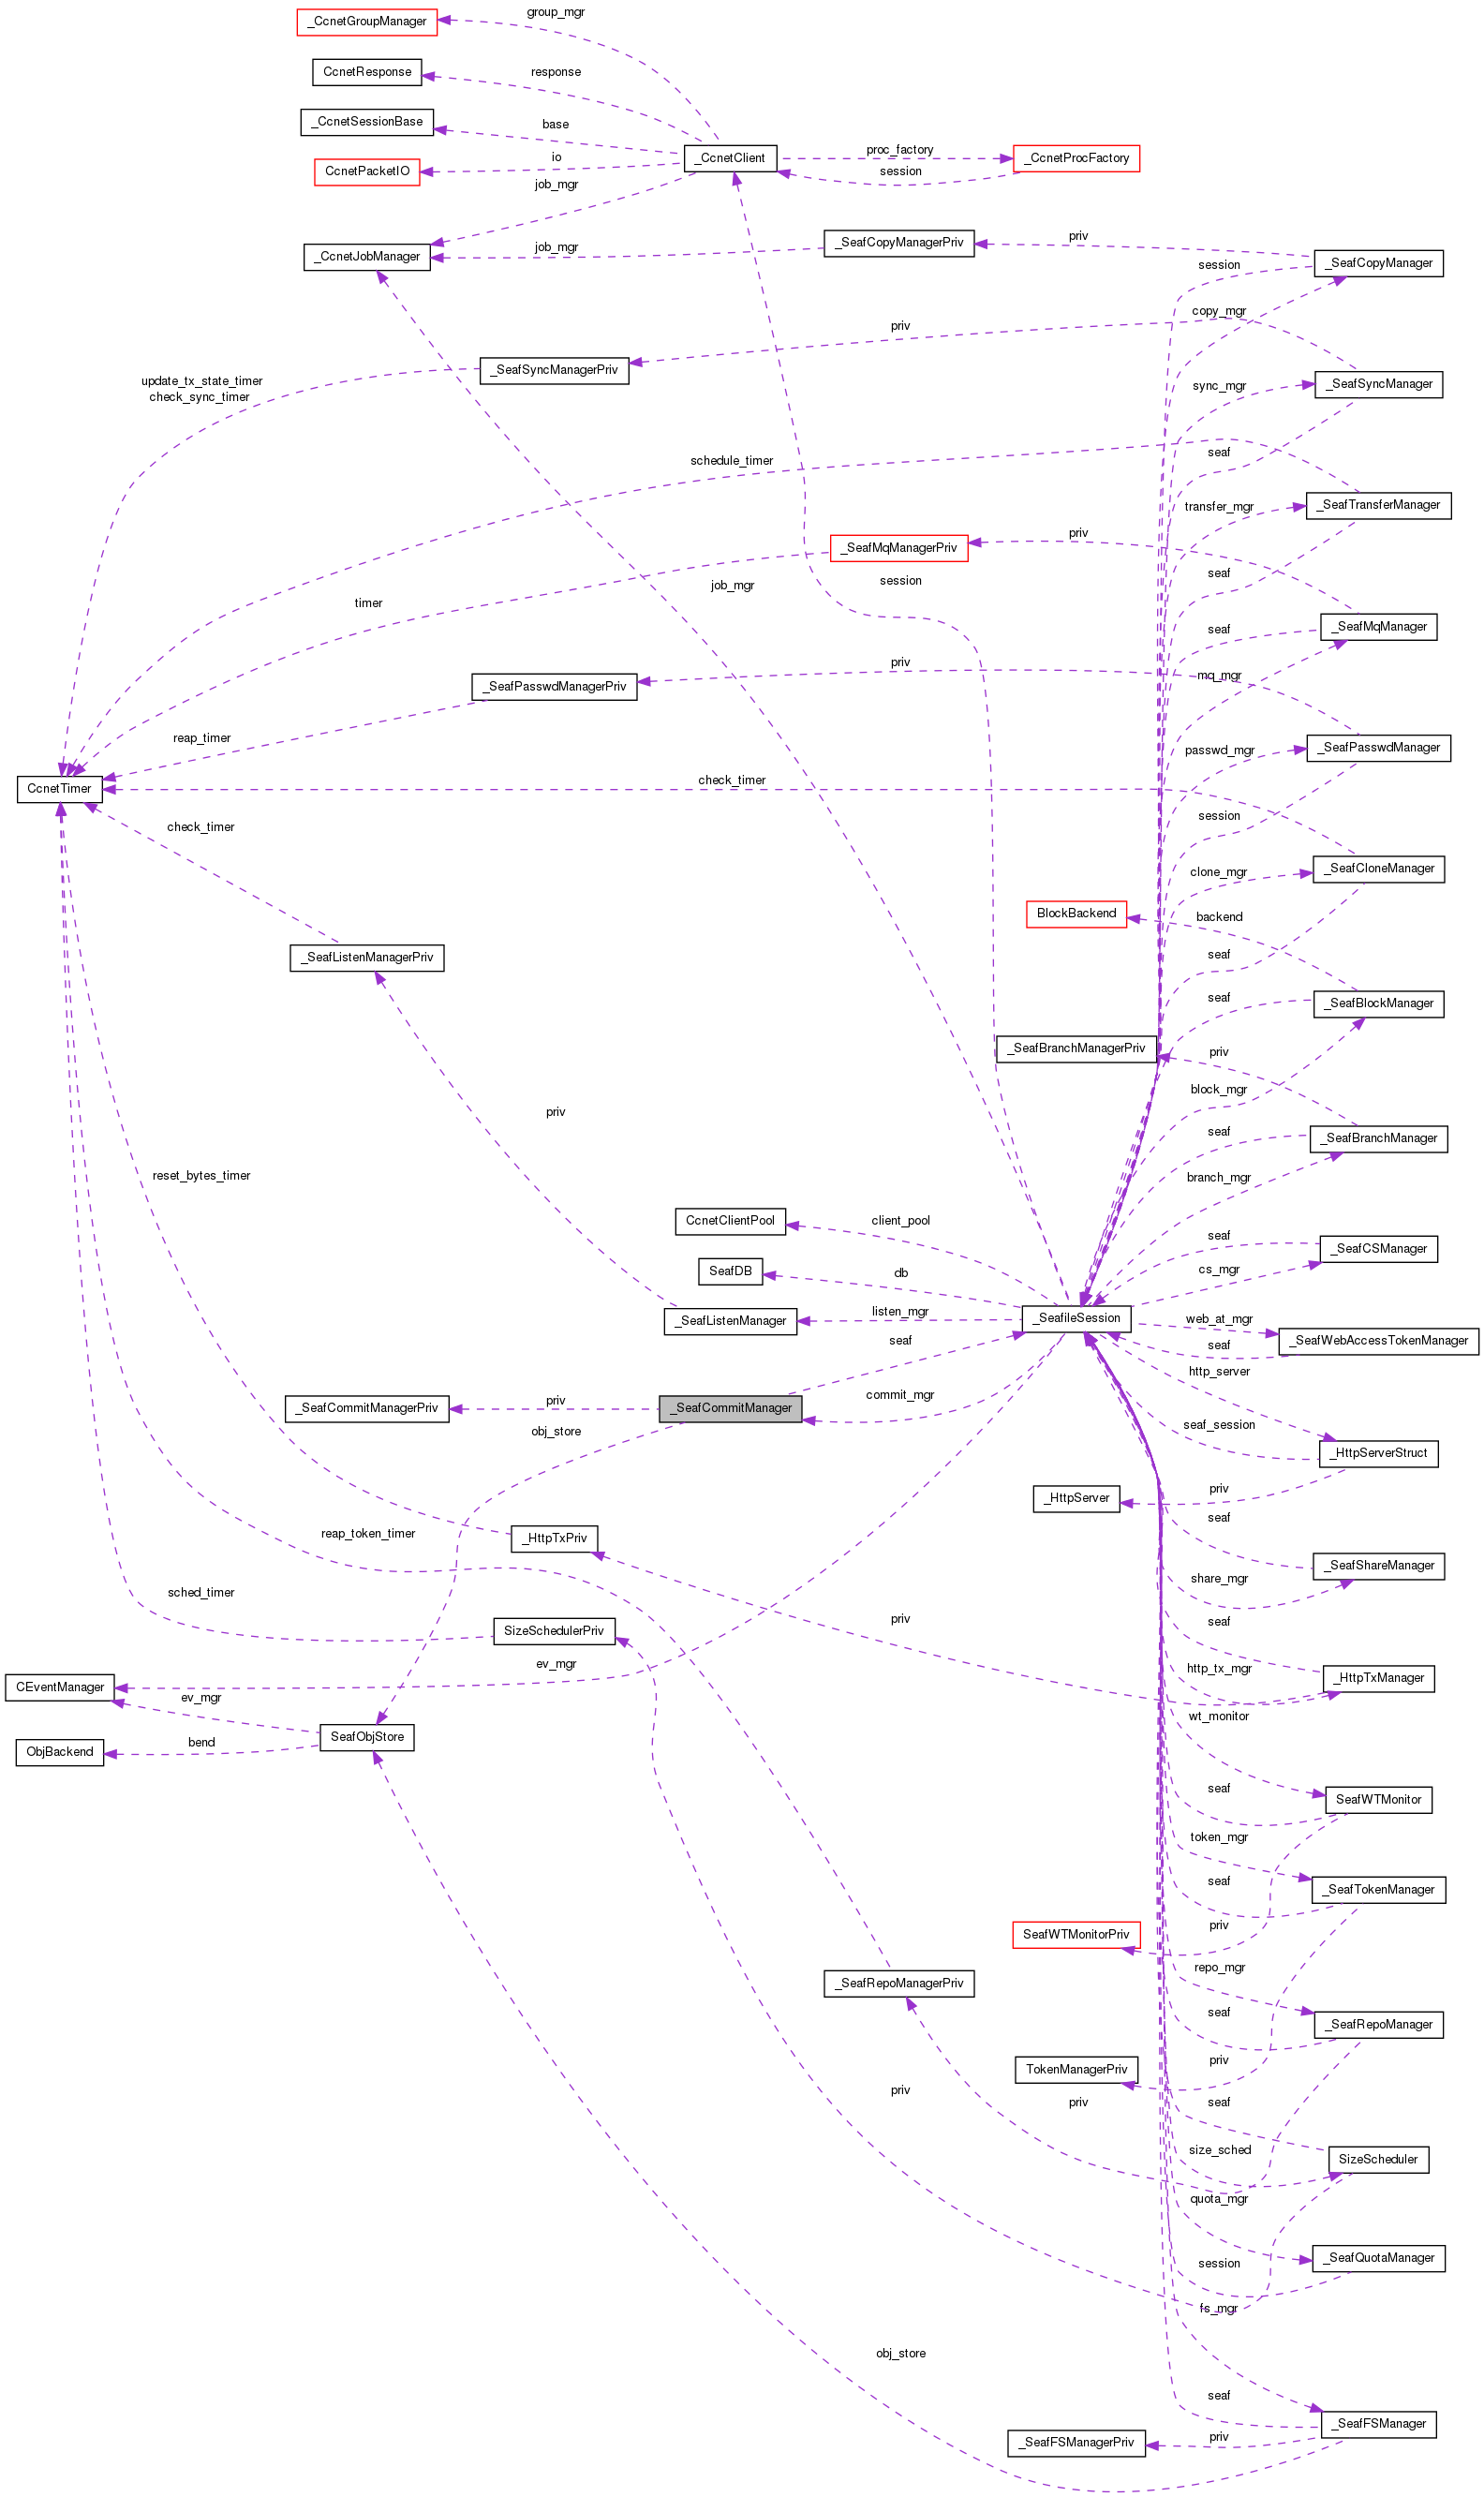 group_mgr
_CcnetGroupManager
response
CcnetResponse
base
_CcnetSessionBase
_CcnetClient
proc_factory
_CcnetProcFactory
io
CcnetPacketIO
session
job_mgr
priv
_SeafCopyManagerPriv
job_mgr
_CcnetJobManager
session
_SeafCopyManager
copy_mgr
priv
_SeafSyncManagerPriv
update_tx_state_timer
check_sync_timer
sync_mgr
_SeafSyncManager
seaf
schedule_timer
transfer_mgr
_SeafTransferManager
priv
_SeafMqManagerPriv
seaf
session
job_mgr
timer
seaf
_SeafMqManager
priv
_SeafPasswdManagerPriv
mq_mgr
reap_timer
passwd_mgr
_SeafPasswdManager
check_timer
CcnetTimer
session
check_timer
clone_mgr
_SeafCloneManager
BlockBackend
backend
_SeafListenManagerPriv
seaf
seaf
_SeafBlockManager
_SeafBranchManagerPriv
priv
block_mgr
priv
seaf
_SeafBranchManager
reset_bytes_timer
branch_mgr
CcnetClientPool
client_pool
seaf
_SeafCSManager
SeafDB
db
cs_mgr
_SeafListenManager
listen_mgr
_SeafileSession
web_at_mgr
_SeafWebAccessTokenManager
seaf
seaf
http_server
commit_mgr
_SeafCommitManagerPriv
priv
_SeafCommitManager
obj_store
seaf_session
_HttpServerStruct
priv
_HttpServer
seaf
reap_token_timer
_HttpTxPriv
_SeafShareManager
share_mgr
sched_timer
SizeSchedulerPriv
priv
seaf
ev_mgr
http_tx_mgr
_HttpTxManager
CEventManager
ev_mgr
wt_monitor
SeafObjStore
bend
ObjBackend
seaf
SeafWTMonitor
token_mgr
seaf
_SeafTokenManager
priv
SeafWTMonitorPriv
repo_mgr
_SeafRepoManagerPriv
seaf
_SeafRepoManager
priv
TokenManagerPriv
priv
priv
seaf
size_sched
SizeScheduler
quota_mgr
session
_SeafQuotaManager
fs_mgr
obj_store
seaf
_SeafFSManager
priv
_SeafFSManagerPriv